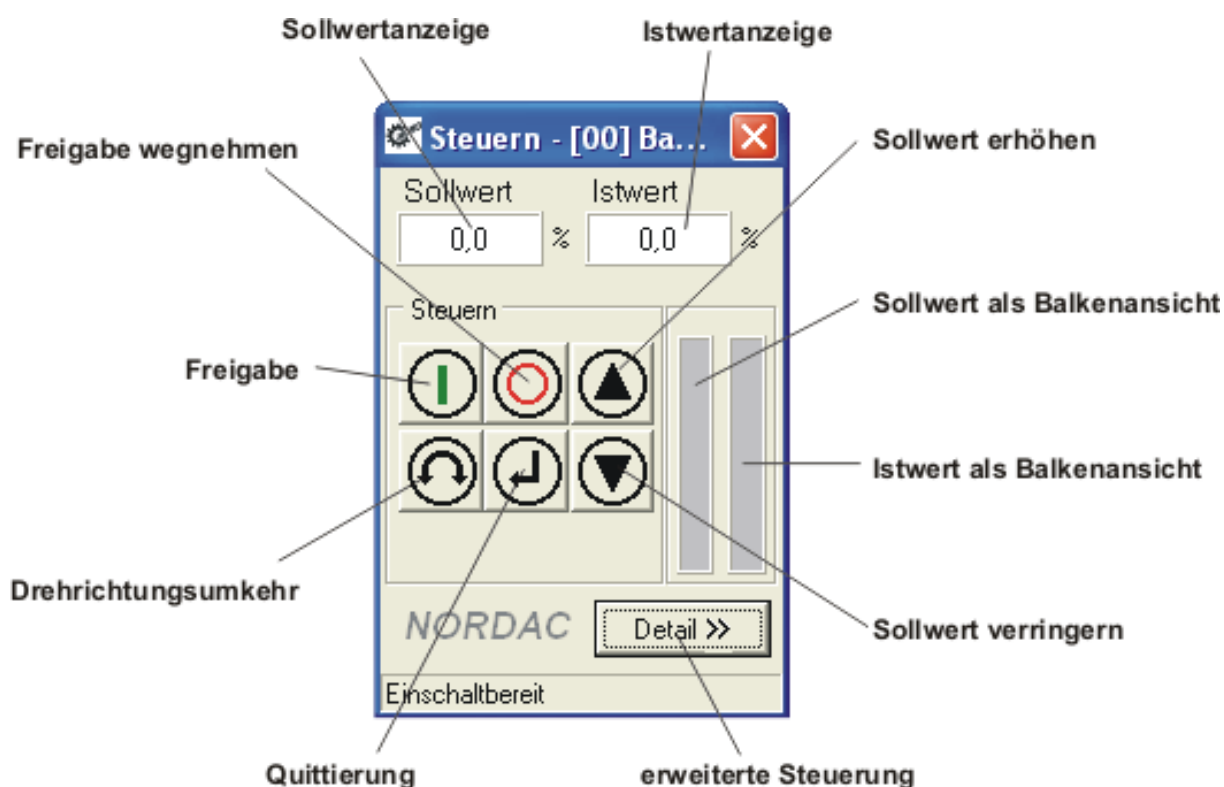 Sollwertanzeige
Istwertanzeige
Freigabe wegnehmen
Steuern - [00] Ba...
Sollwert erhöhen
Sollwert
Istwert
0,0 %
0,0 %
Sollwert als Balkenansicht
Steuern
Freigabe
Istwert als Balkenansicht
Drehrichtungsumkehr
NORDAC
Detail >>
Sollwert verringern
Einschaltbereit
Quittierung
erweiterte Steuerung